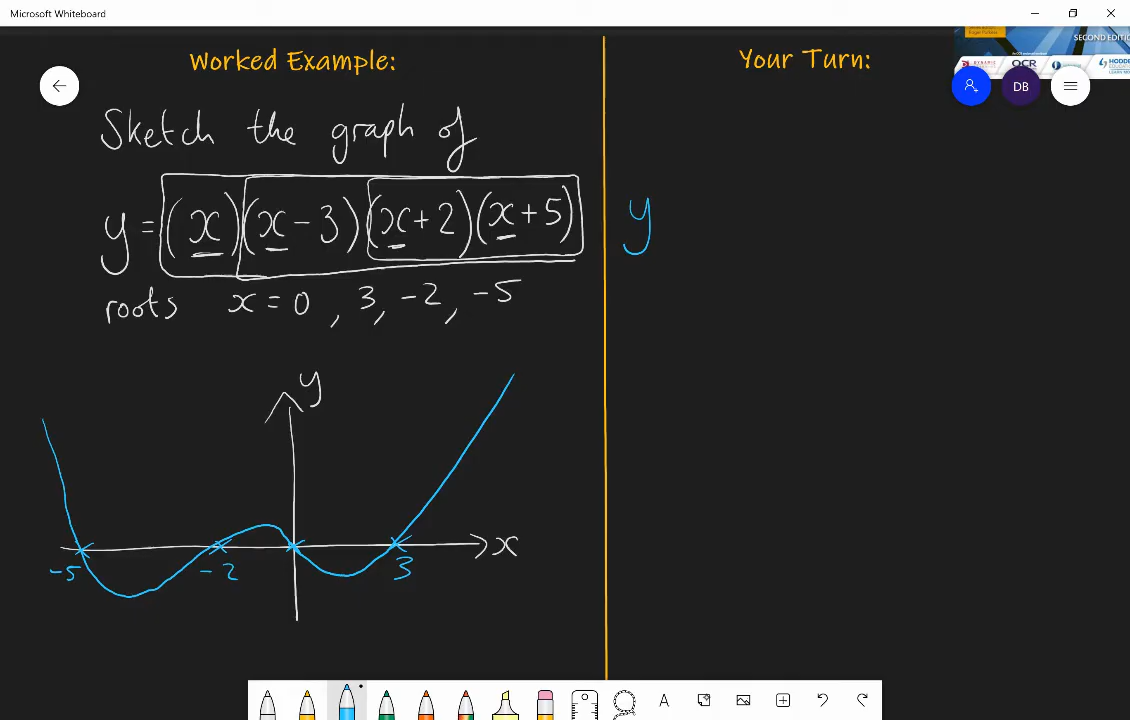 Microsoft Whiteboard
Worked Example:
Your Turn:
SECOND EDITI
OCR
DB
Sketch the graph of
y = (x)(x - 3)(x + 2)(x + 5)
y
roots x = 0, 3, -2, -5
y
x
-5
-2
3
A